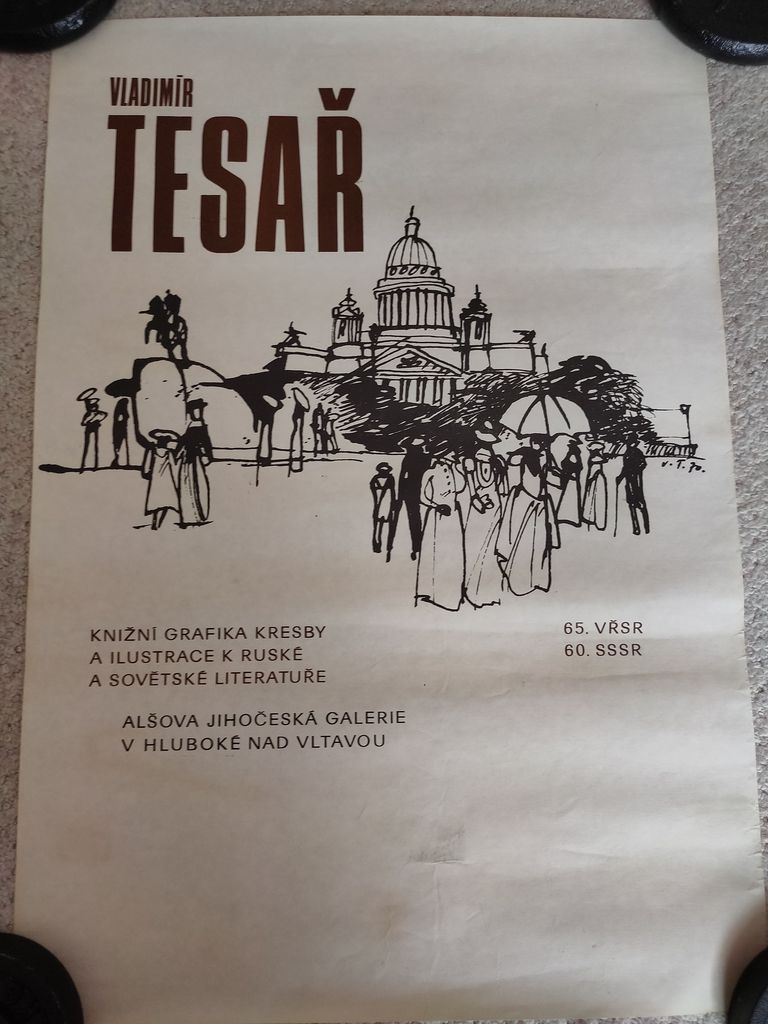 VLADIMÍR
TESAŘ
V.T.70.
KNIŽNÍ GRAFIKA KRESBY
A ILUSTRACE K RUSKÉ
A SOVĚTSKÉ LITERATUŘE
65. VŘSR
60. SSSR
ALŠOVA JIHOČESKÁ GALERIE
V HLUBOKÉ NAD VLTAVOU